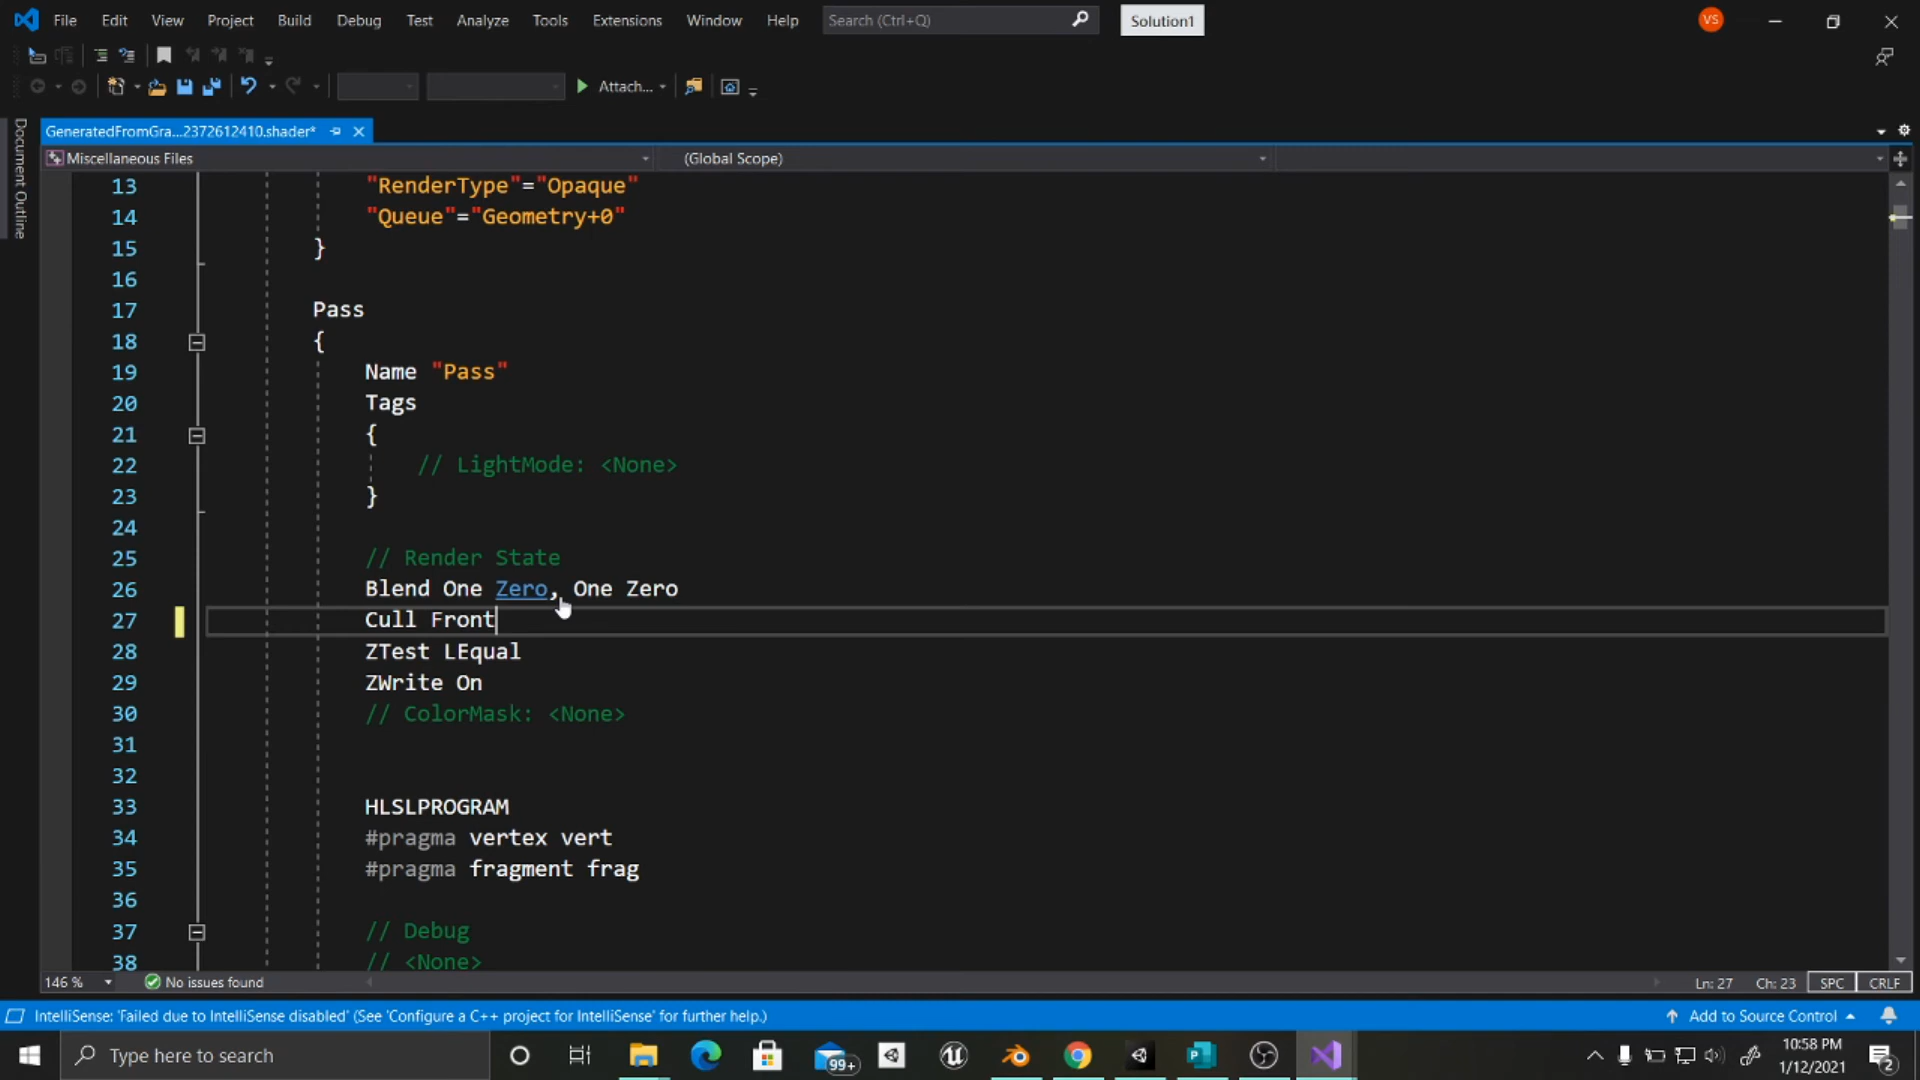 File Edit View Project Build Debug Test Analyze Tools Extensions Window Help Search (Ctrl+Q) Solution1 VS
Attach...
Document Outline
GeneratedFromGra...2372612410.shader*
Miscellaneous Files (Global Scope)
13 "RenderType"="Opaque"
14 "Queue"="Geometry+0"
15 }
16
17 Pass
18 {
19 Name "Pass"
20 Tags
21 {
22 // LightMode: <None>
23 }
24
25 // Render State
26 Blend One Zero, One Zero
27 Cull Front
28 ZTest LEqual
29 ZWrite On
30 // ColorMask: <None>
31
32
33 HLSLPROGRAM
34 #pragma vertex vert
35 #pragma fragment frag
36
37 // Debug
38 // <None>
146 % No issues found Ln: 27 Ch: 23 SPC CRLF
IntelliSense: 'Failed due to IntelliSense disabled' (See 'Configure a C++ project for IntelliSense' for further help.) Add to Source Control
Type here to search 99+ 10:58 PM
1/12/2021 2